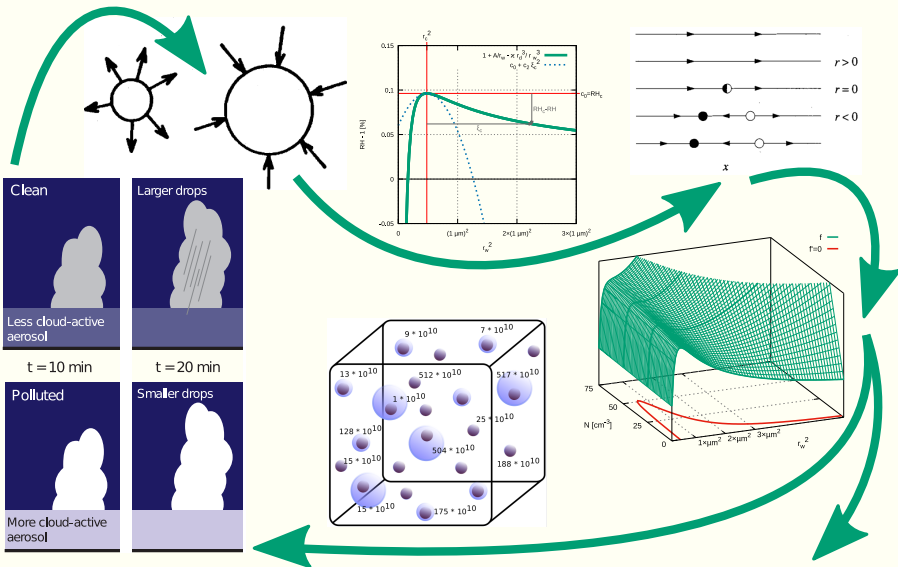 r_c^2
1 + A/r_w - ϰ r_d^3/ r_w^3
c_0 + c_2 ξ_c^2
0.15
0.1
0.05
0
-0.05
RH - 1 [%]
c_0=RH_c
RH_c-RH
ξ_c
0
(1 µm)^2
2×(1 µm)^2
3×(1 µm)^2
r_w^2
r > 0
r = 0
r < 0
x
Clean
Less cloud-active
aerosol
Larger drops
t = 10 min
t = 20 min
Polluted
More cloud-active
aerosol
Smaller drops
9 * 10^10
7 * 10^10
13 * 10^10
512 * 10^10
517 * 10^10
1 * 10^10
25 * 10^10
128 * 10^10
504 * 10^10
15 * 10^10
188 * 10^10
15 * 10^10
175 * 10^10
f
f'=0
75
50
25
0
N [cm^-3]
1×µm^2
2×µm^2
3×µm^2
r_w^2